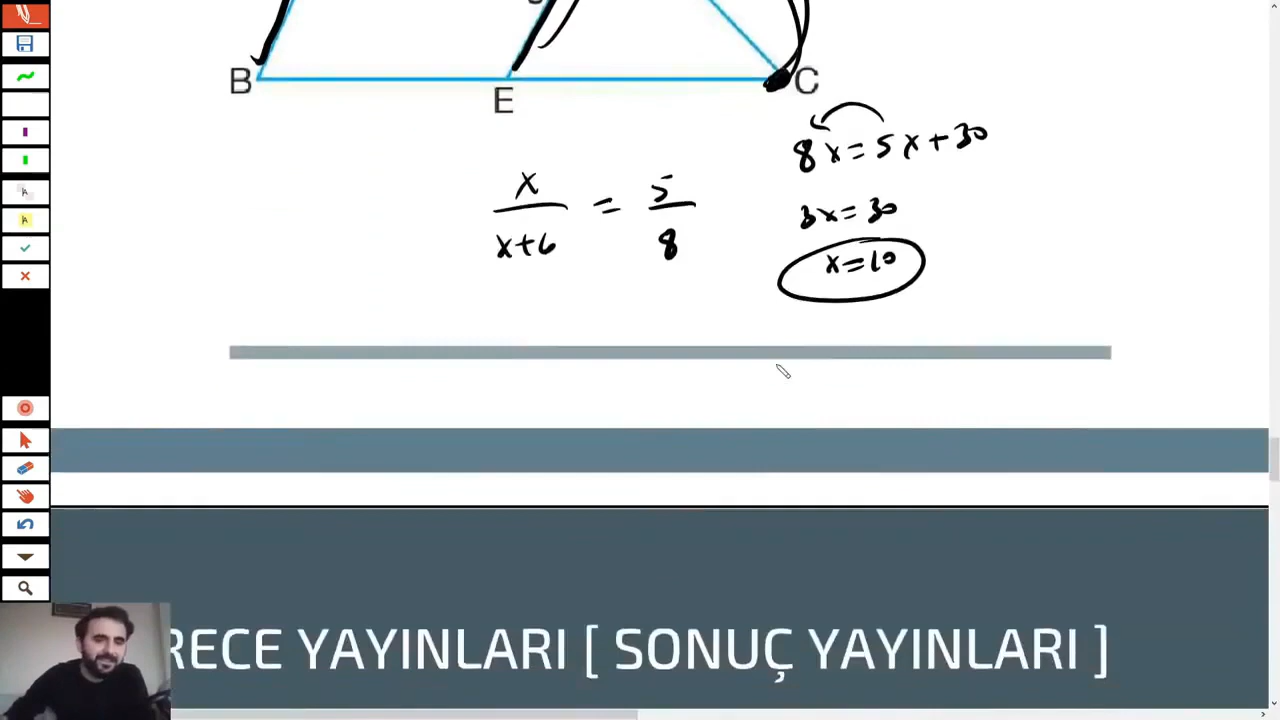 B
E
C
8x=5x+30
x/x+6 = 5/8
3x=30
x=10
RECE YAYINLARI [ SONUÇ YAYINLARI ]